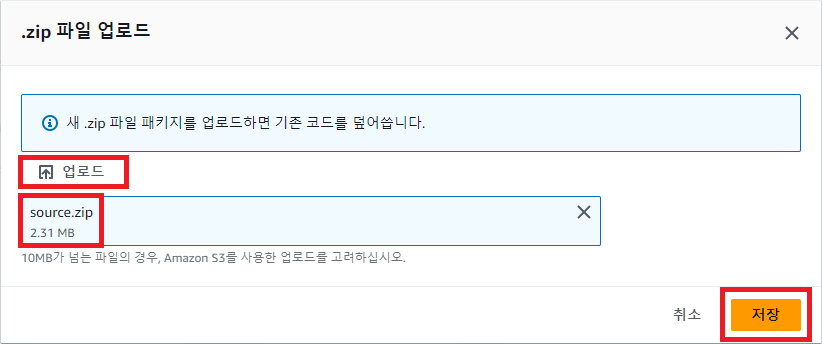 .zip 파일 업로드
새 .zip 파일 패키지를 업로드하면 기존 코드를 덮어씁니다.
업로드
source.zip
2.31 MB
10MB가 넘는 파일의 경우, Amazon S3를 사용한 업로드를 고려하십시오.
취소
저장